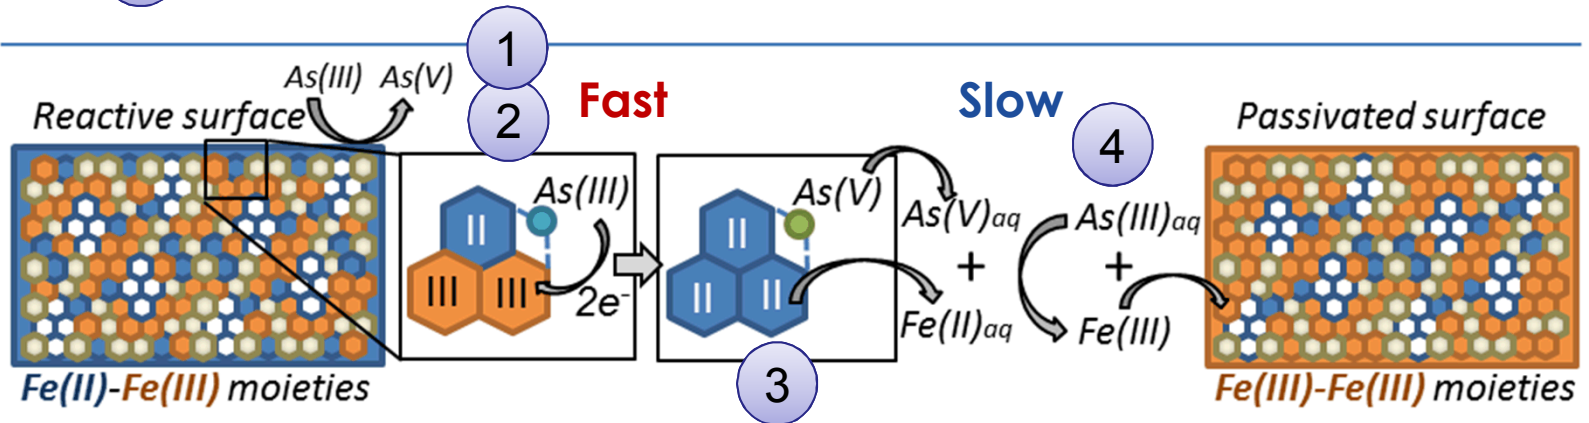 1
2
Fast
Slow
4
As(III) As(V)
Reactive surface
Passivated surface
As(III)
II
III III
2e-
As(V)
II
II II
As(V)aq
+
Fe(II)aq
As(III)aq
+
Fe(III)
3
Fe(II)-Fe(III) moieties
Fe(III)-Fe(III) moieties